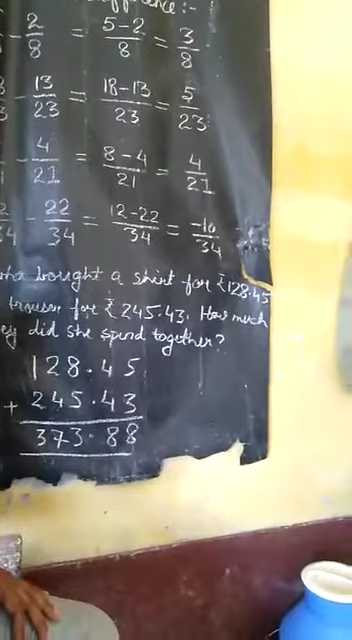 - 2/8 = 5-2/8 = 3/8
- 13/23 = 18-13/23 = 5/23
- 4/21 = 8-4/21 = 4/21
- 22/34 = 12-22/34 = -10/34
bought a shirt for ₹128.45
trouser for ₹245.43. How much
did she spend together?
128.45
+ 245.43
373.88